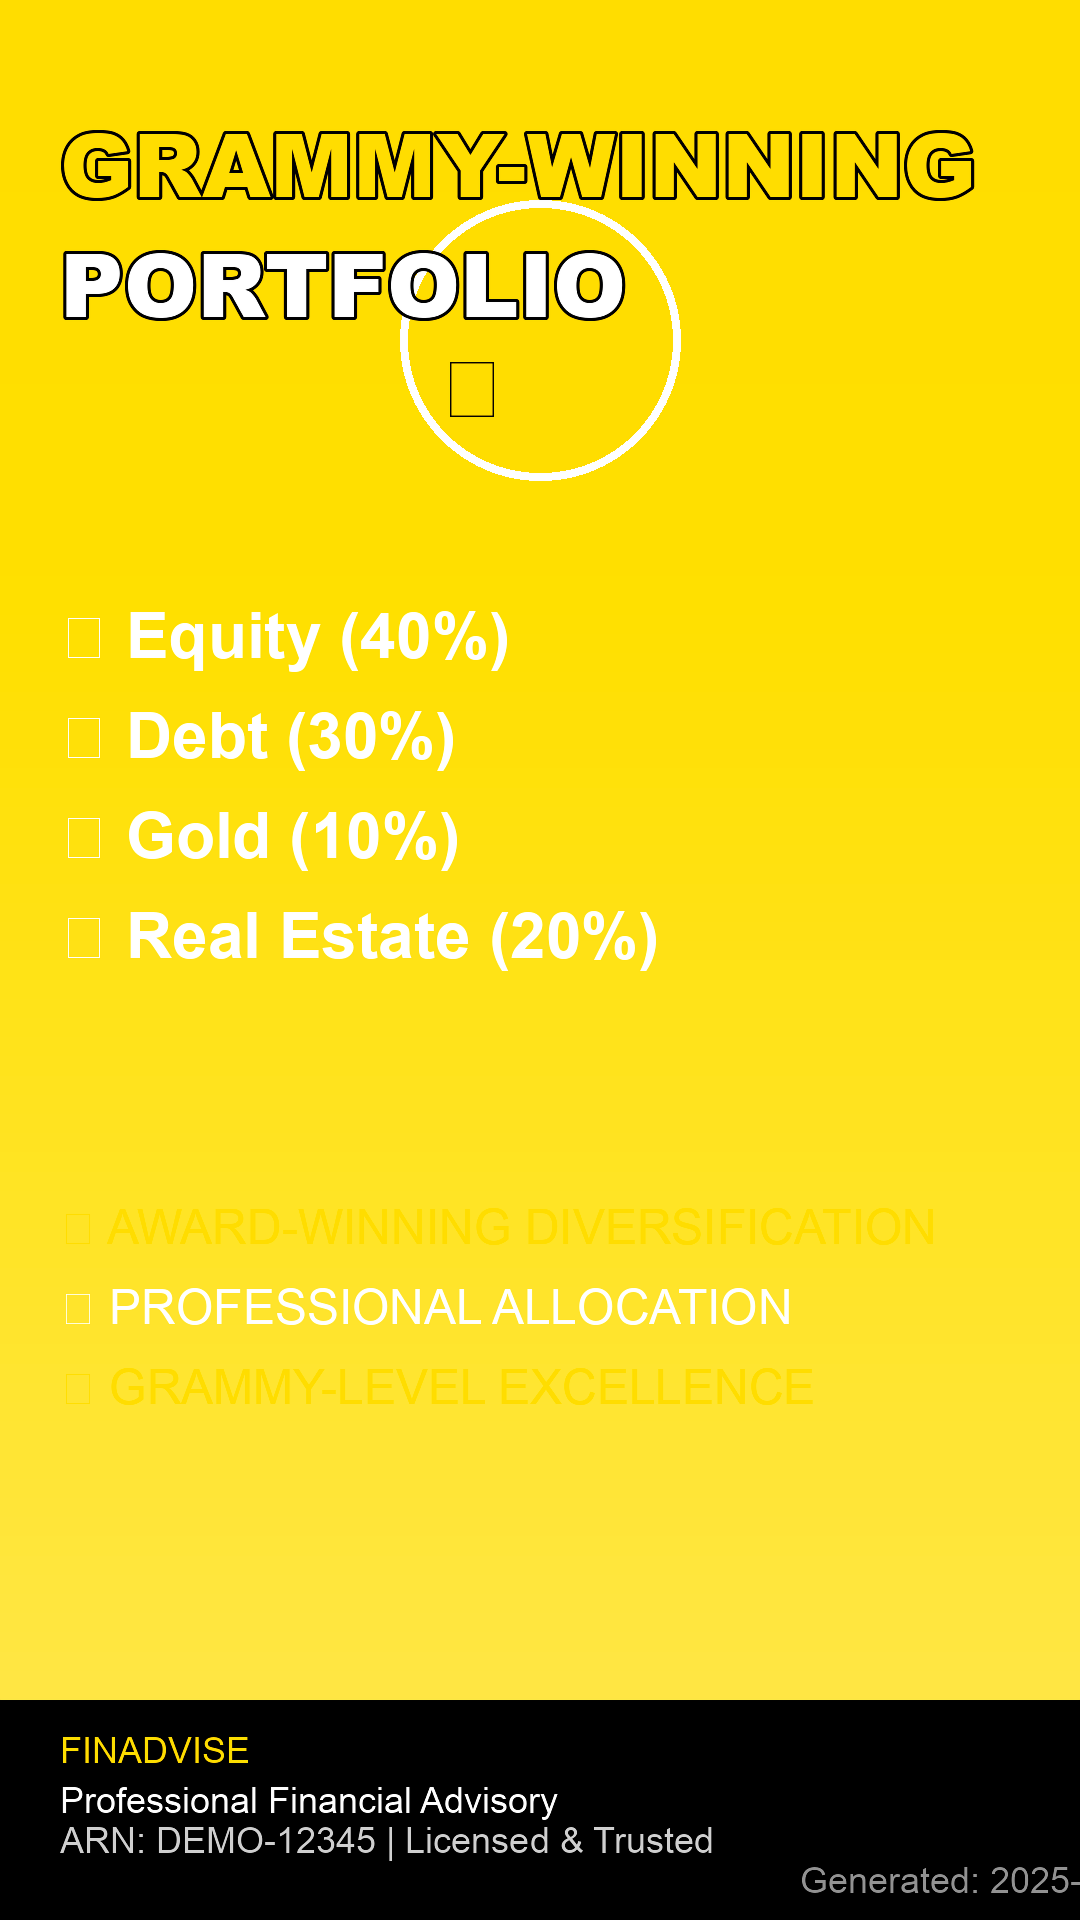 GRAMMY-WINNING
PORTFOLIO
Equity (40%)
Debt (30%)
Gold (10%)
Real Estate (20%)
AWARD-WINNING DIVERSIFICATION
PROFESSIONAL ALLOCATION
GRAMMY-LEVEL EXCELLENCE
FINADVISE
Professional Financial Advisory
ARN: DEMO-12345 | Licensed & Trusted
Generated: 2025-